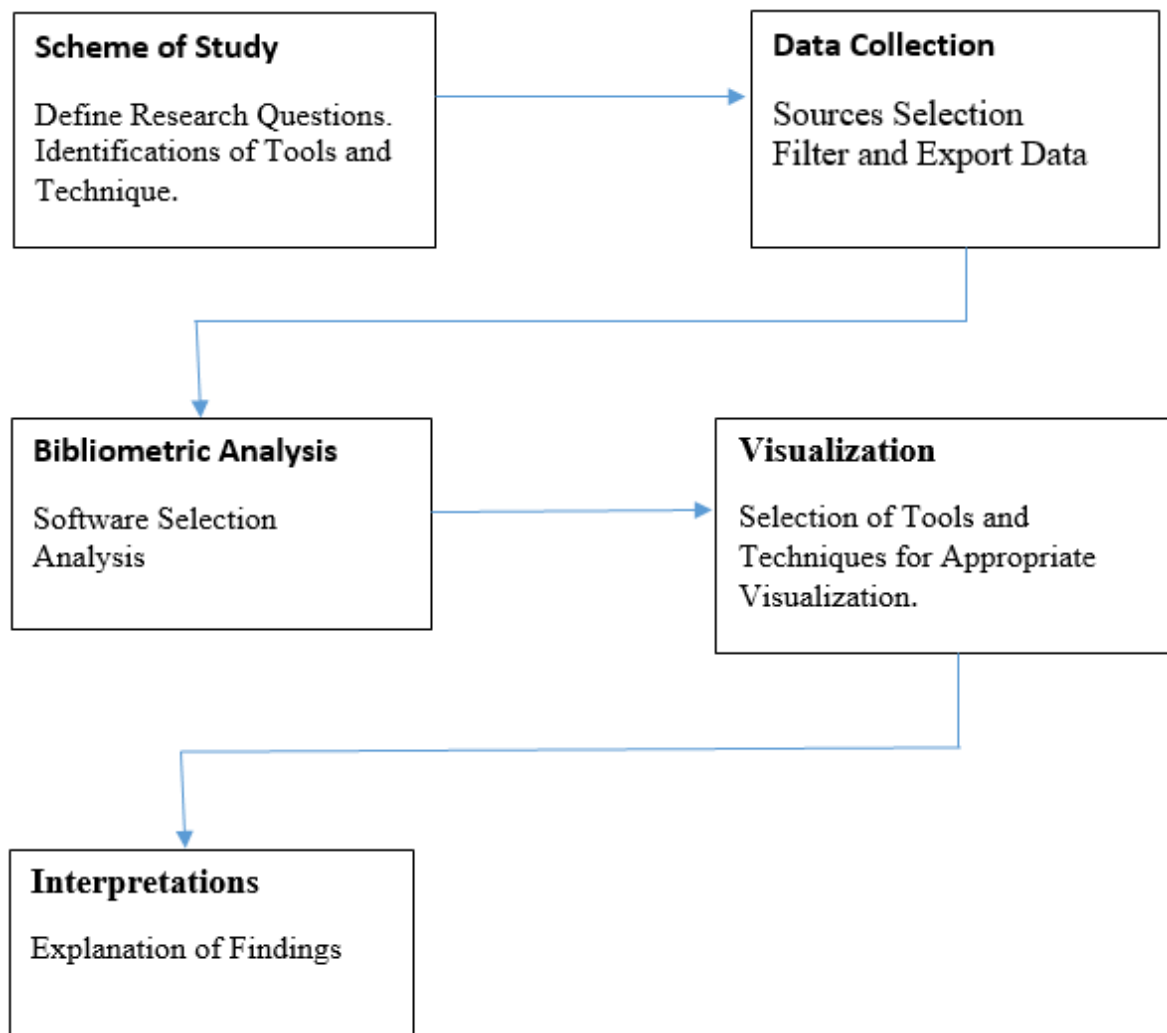 Scheme of Study
Define Research Questions.
Identifications of Tools and
Technique.
Data Collection
Sources Selection
Filter and Export Data
Bibliometric Analysis
Software Selection
Analysis
Visualization
Selection of Tools and
Techniques for Appropriate
Visualization.
Interpretations
Explanation of Findings